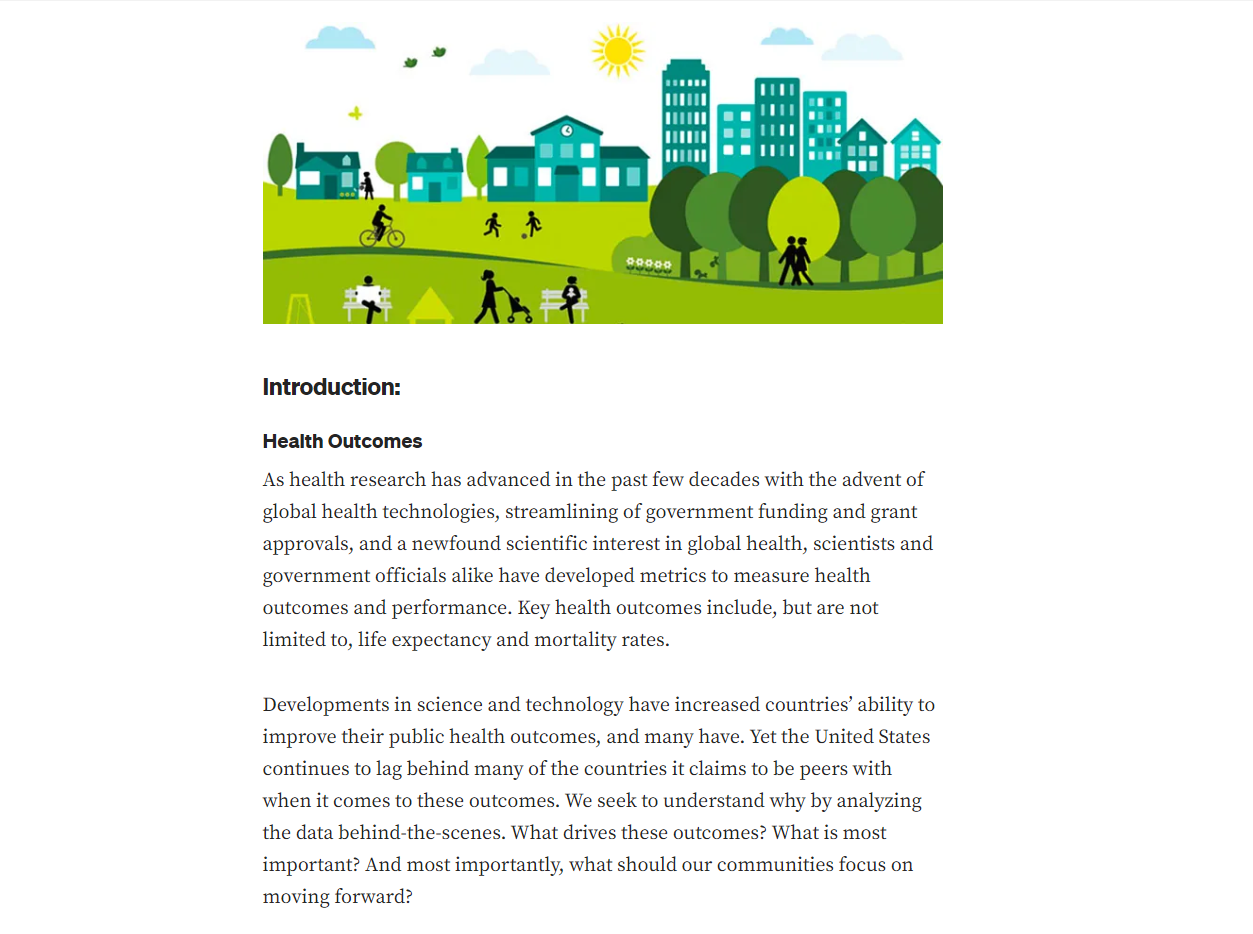 Introduction:
Health Outcomes
As health research has advanced in the past few decades with the advent of
global health technologies, streamlining of government funding and grant
approvals, and a newfound scientific interest in global health, scientists and
government officials alike have developed metrics to measure health
outcomes and performance. Key health outcomes include, but are not
limited to, life expectancy and mortality rates.
Developments in science and technology have increased countries’ ability to
improve their public health outcomes, and many have. Yet the United States
continues to lag behind many of the countries it claims to be peers with
when it comes to these outcomes. We seek to understand why by analyzing
the data behind-the-scenes. What drives these outcomes? What is most
important? And most importantly, what should our communities focus on
moving forward?